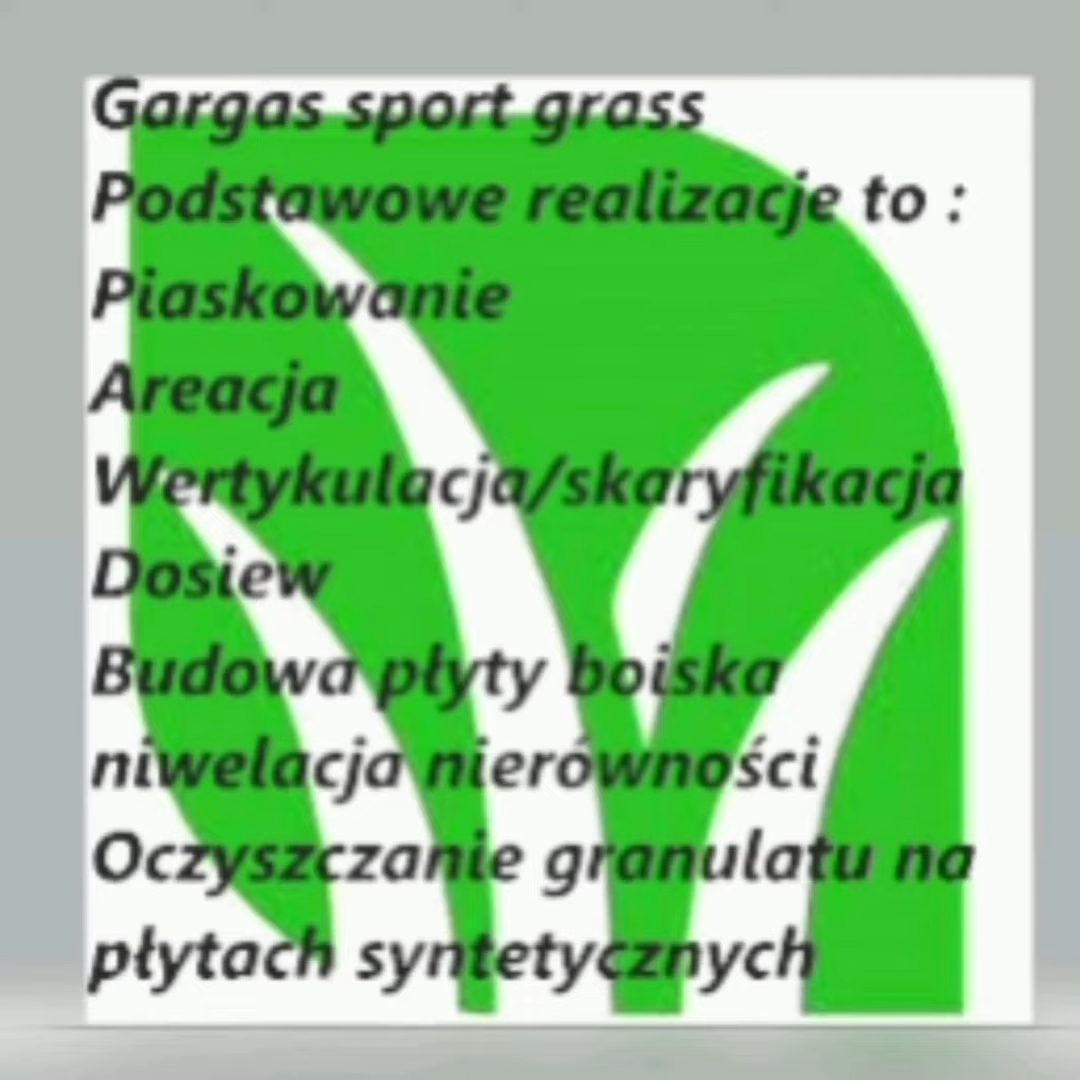 Gargas sport grass
Podstawowe realizacje to :
Piaskowanie
Areacja
Wertykulacja/skaryfikacja
Dosiew
Budowa płyty boiska
niwelacja nierówności
Oczyszczanie granulatu na
płytach syntetycznych